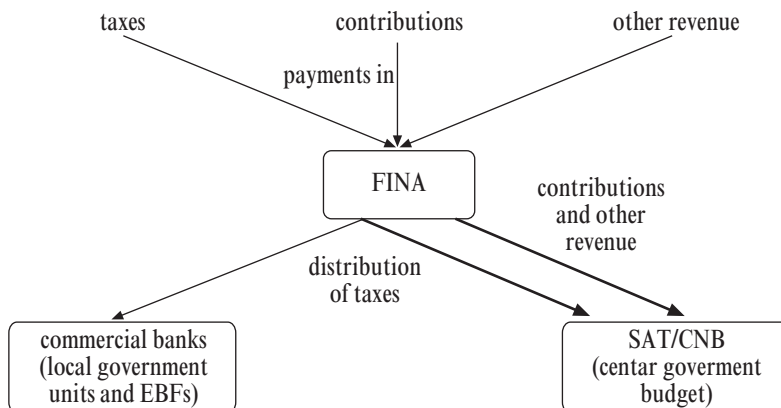 taxes
contributions
other revenue
payments in
FINA
contributions
and other
revenue
distribution
of taxes
commercial banks
(local government
units and EBFs)
SAT/CNB
(centar goverment
budget)